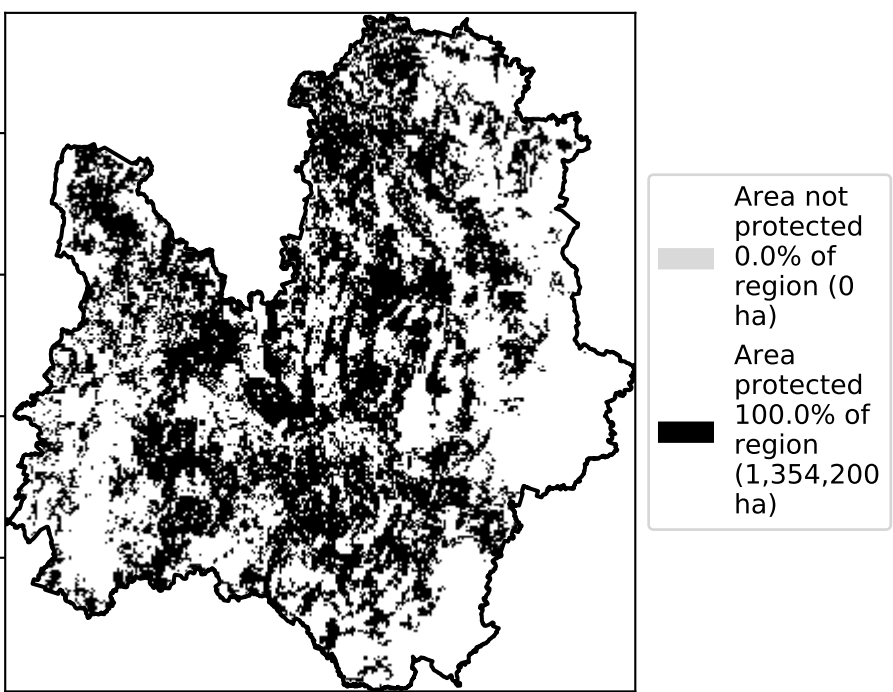 Area not
protected
0.0% of
region (0
ha)
Area
protected
100.0% of
region
(1,354,200
ha)